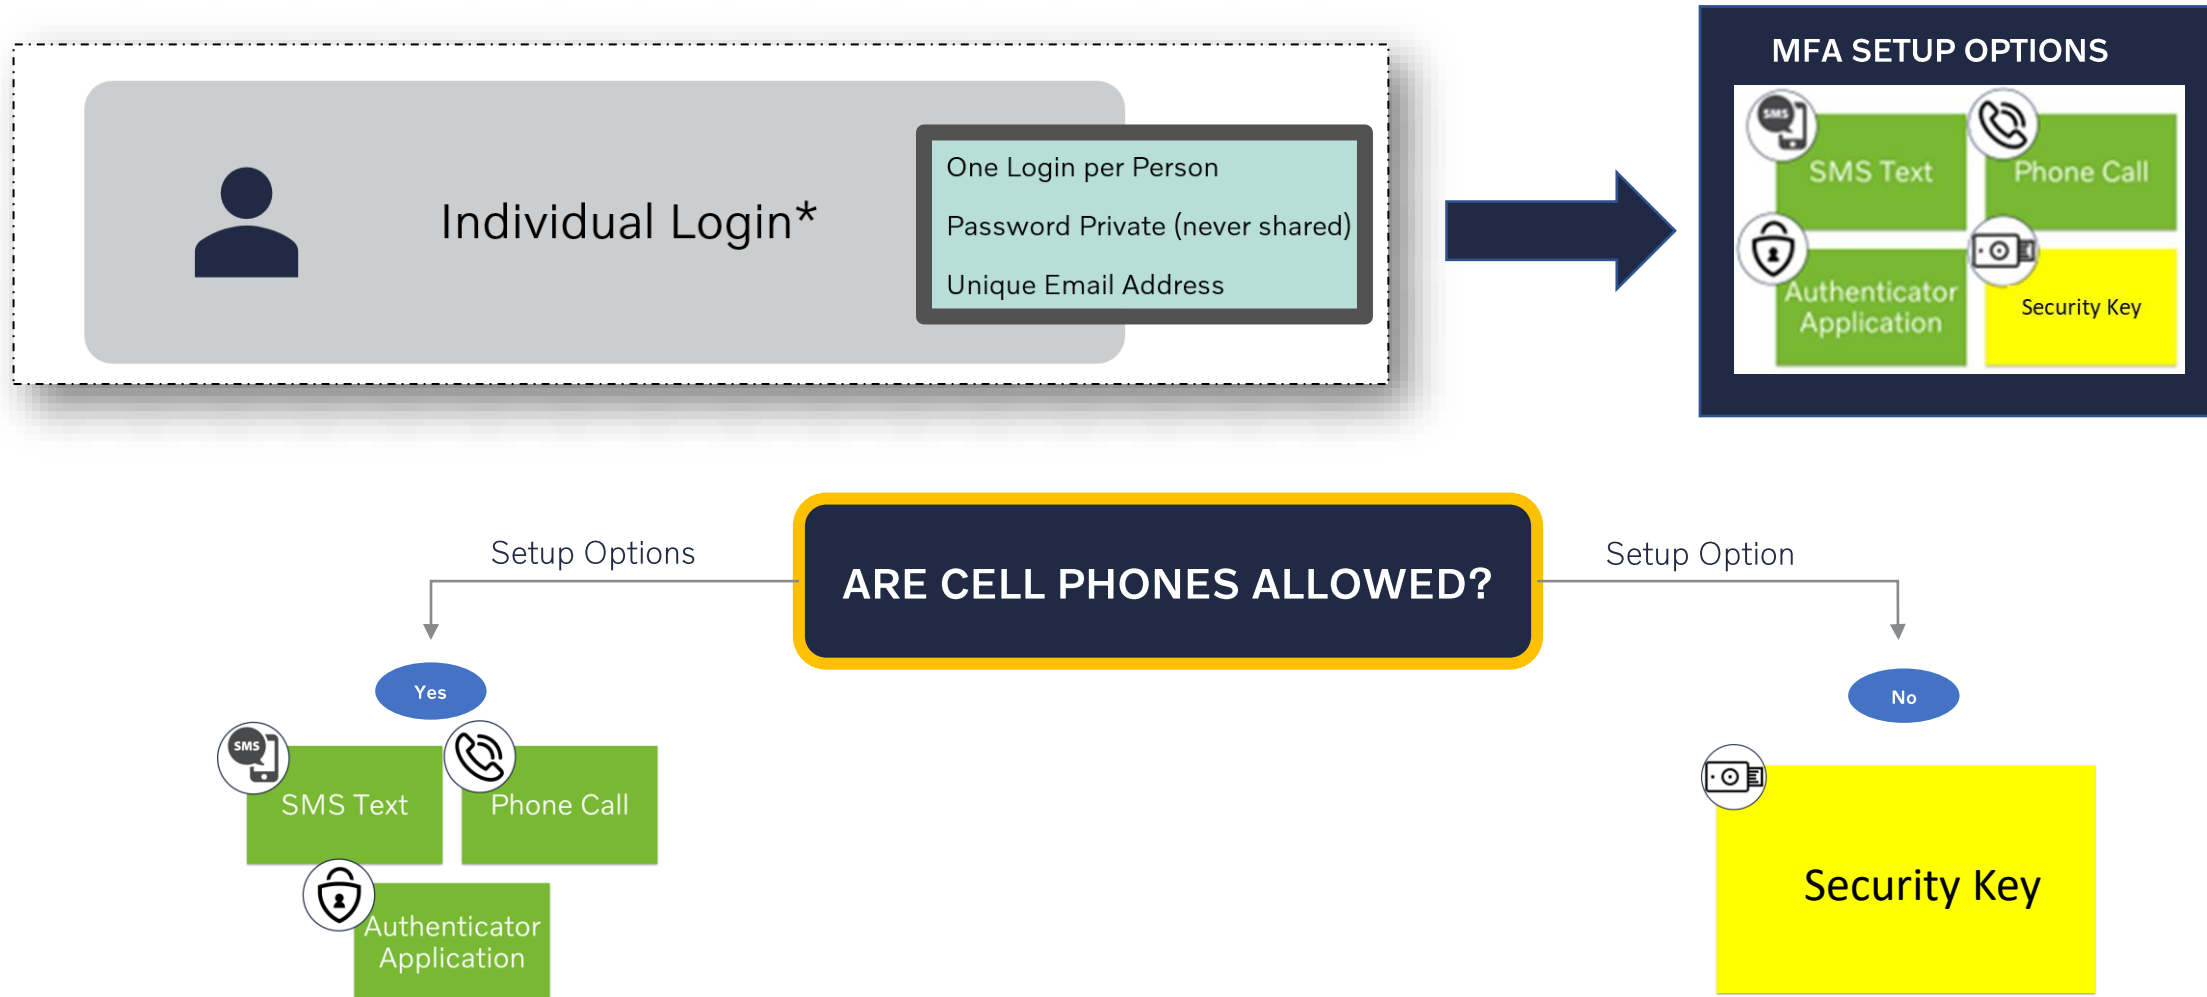 Individual Login*
One Login per Person
Password Private (never shared)
Unique Email Address
MFA SETUP OPTIONS
SMS
SMS Text
Phone Call
Authenticator
Application
Security Key
Setup Options
ARE CELL PHONES ALLOWED?
Setup Option
Yes
No
SMS
SMS Text
Phone Call
Authenticator
Application
Security Key